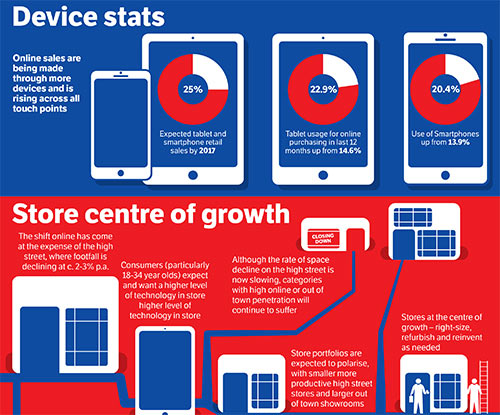 Device stats
Online sales are
being made
through more
devices and is
rising across all
touch points
25%
Expected tablet and
smartphone retail
sales by 2017
22.9%
Tablet usage for online
purchasing in last 12
months up from 14.6%
20.4%
Use of Smartphones
up from 13.9%
Store centre of growth
The shift online has come
at the expense of the high
street, where footfall is
declining at c. 2-3% p.a.
Consumers (particularly
18-34 year olds) expect
and want a higher level
of technology in store
higher level of
technology in store
CLOSING
DOWN
Although the rate of space
decline on the high street is
now slowing, categories
with high online or out of
town penetration will
continue to suffer
Store portfolios are
expected to polarise,
with smaller more
productive high street
stores and larger out
of town showrooms
Stores at the centre of
growth – right-size,
refurbish and reinvent
as needed